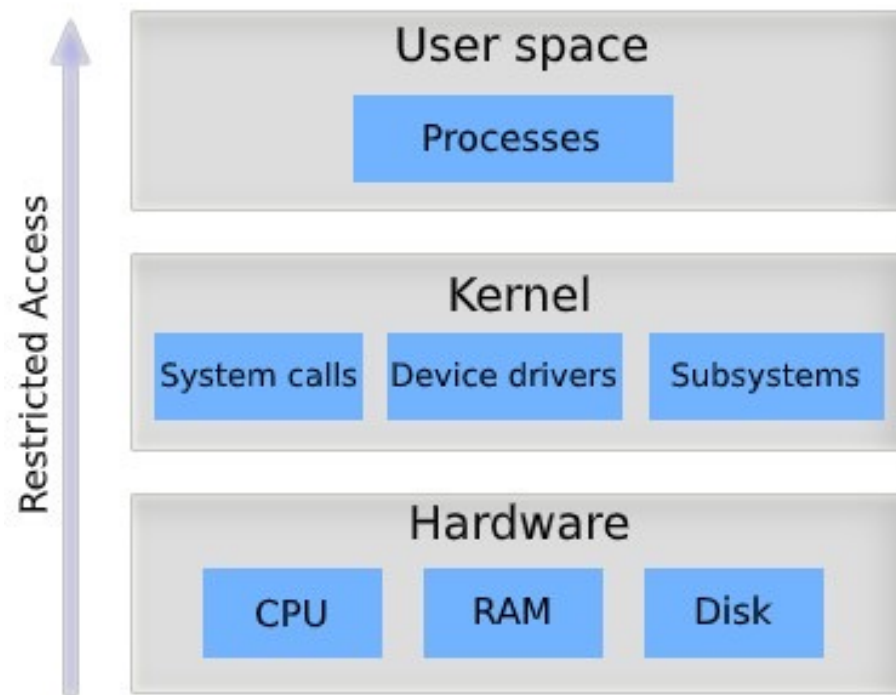 User space
Processes
Restricted Access
Kernel
System calls
Device drivers
Subsystems
Hardware
CPU
RAM
Disk